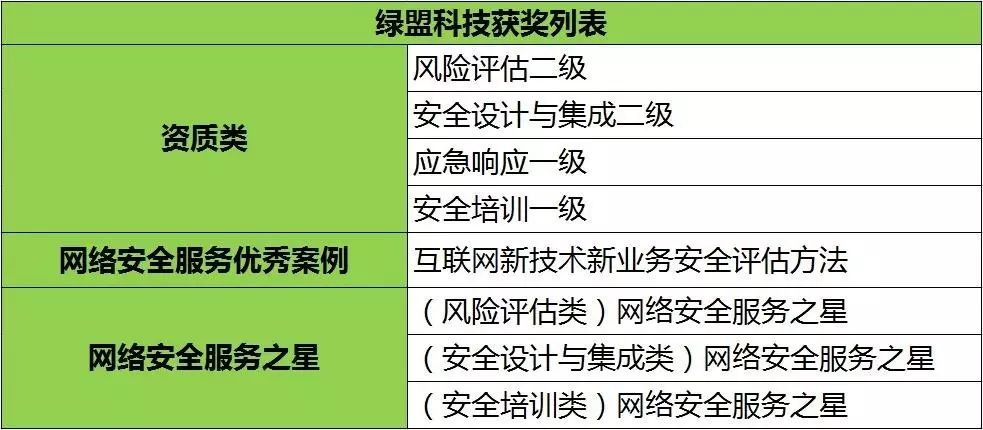 绿盟科技获奖列表
资质类
风险评估二级
安全设计与集成二级
应急响应一级
安全培训一级
网络安全服务优秀案例
互联网新技术新业务安全评估方法
网络安全服务之星
（风险评估类）网络安全服务之星
（安全设计与集成类）网络安全服务之星
（安全培训类）网络安全服务之星